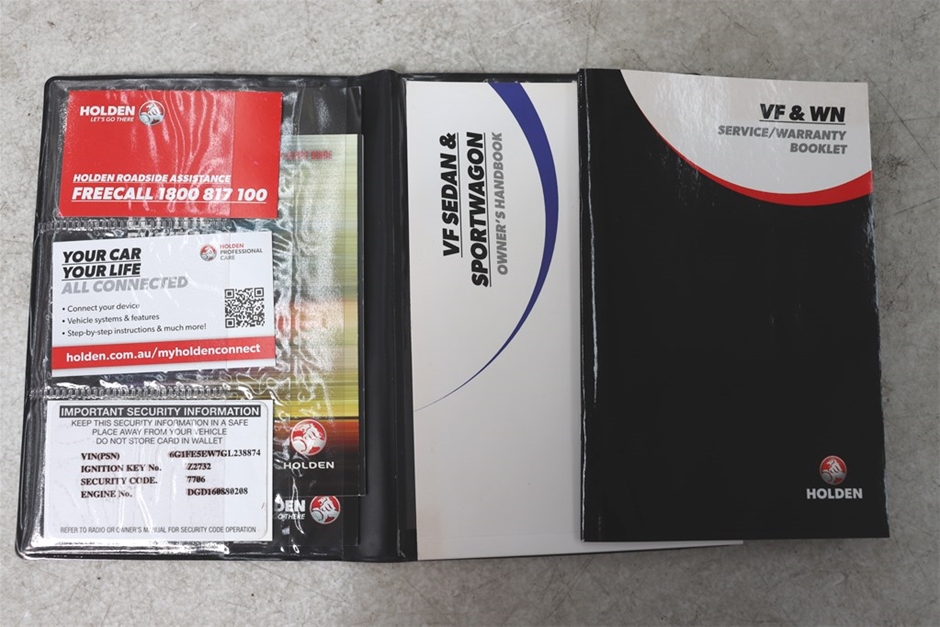 HOLDEN
LET'S GO THERE
HOLDEN ROADSIDE ASSISTANCE
FREECALL 1800 817 100
YOUR CAR
YOUR LIFE
ALL CONNECTED
HOLDEN
PROFESSIONAL
CARE
• Connect your device
• Vehicle systems & features
• Step-by-step instructions & much more!
holden.com.au/myholdenconnect
IMPORTANT SECURITY INFORMATION
KEEP THIS SECURITY INFORMATION IN A SAFE
PLACE AWAY FROM YOUR VEHICLE
DO NOT STORE CARD IN WALLET
VIN(PSN) 6G1FE5EW7GL238874
IGNITION KEY No. Z2732
SECURITY CODE. 7706
ENGINE No. DGD160880208
REFER TO RADIO OR OWNER'S MANUAL FOR SECURITY CODE OPERATION
HOLDEN
VF SEDAN &
SPORTWAGON
OWNER'S HANDBOOK
VF & WN
SERVICE/WARRANTY
BOOKLET
HOLDEN